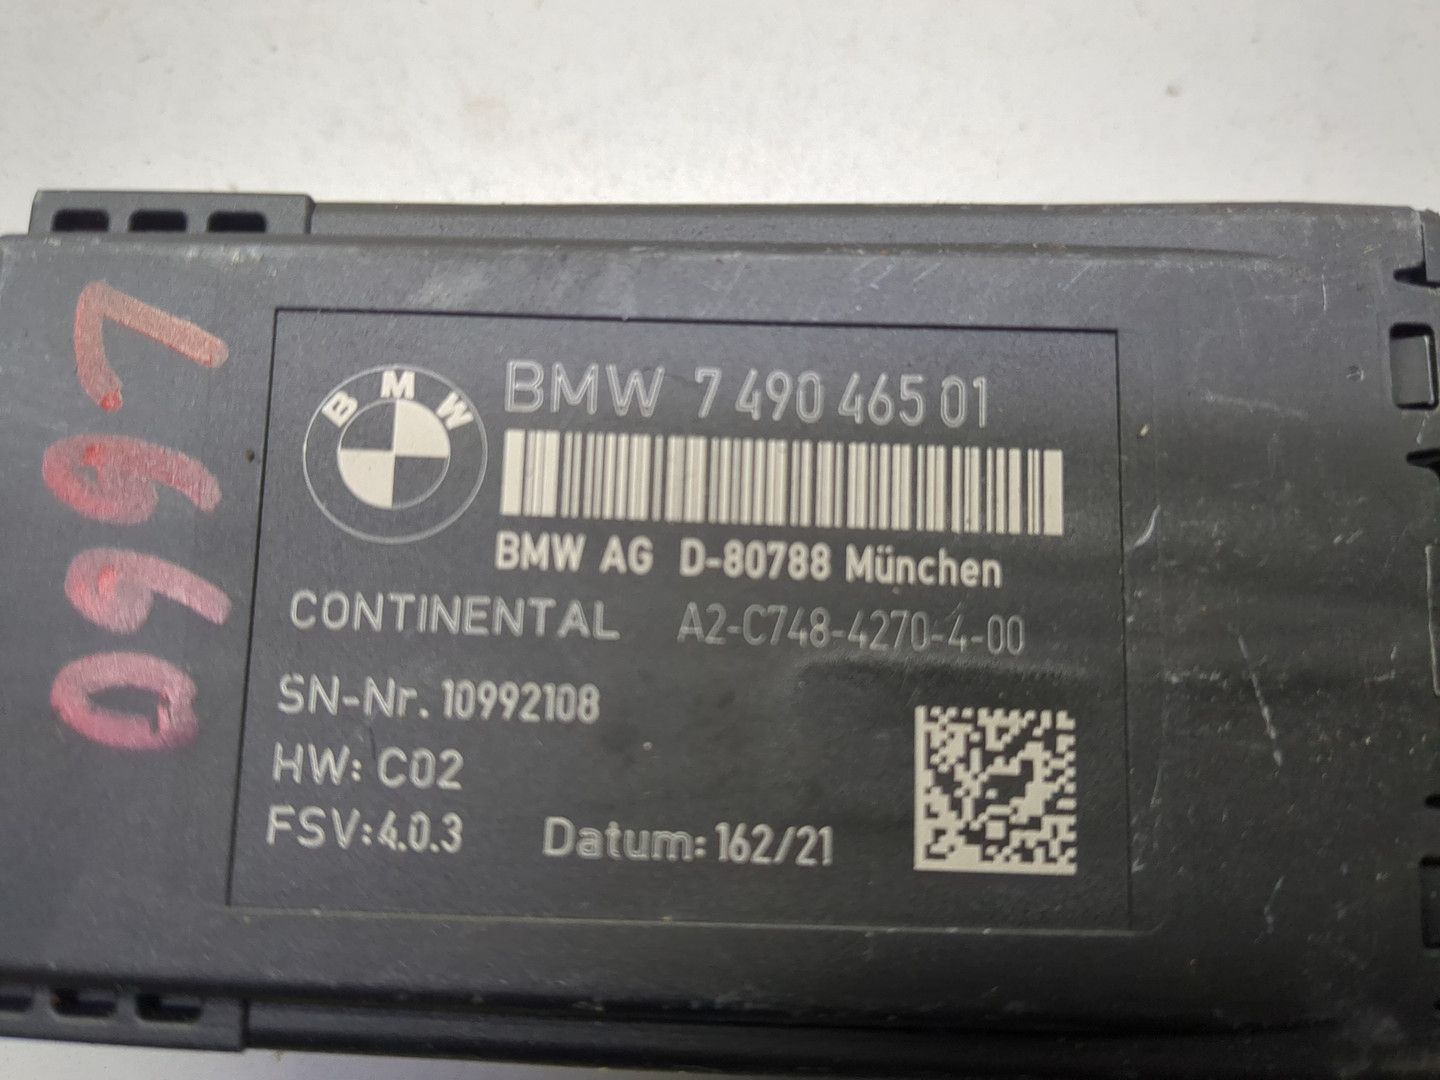 BMW
BMW 7 490 465 01
BMW AG D-80788 München
CONTINENTAL A2-C748-4270-4-00
SN-Nr. 10992108
HW: C02
FSV:4.0.3 Datum: 162/21